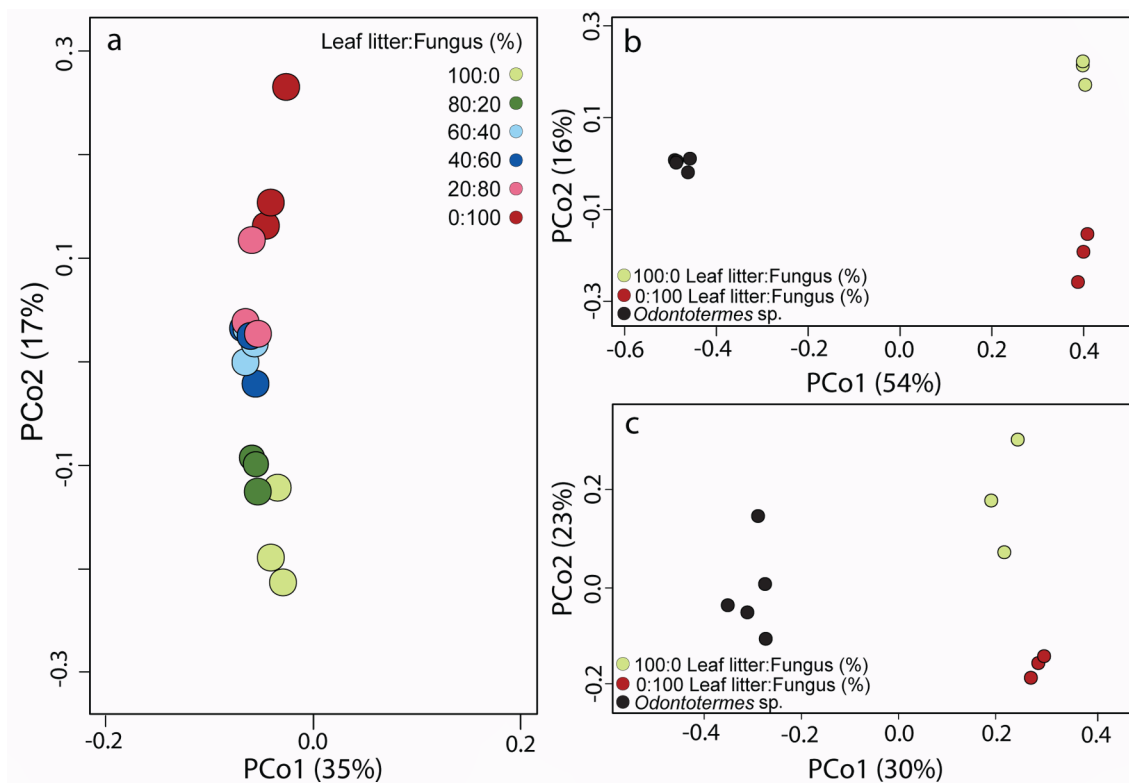 a
Leaf litter:Fungus (%)
100:0
80:20
60:40
40:60
20:80
0:100
0.3
0.1
-0.1
-0.3
PCo2 (17%)
-0.2
0.0
0.2
PCo1 (35%)
b
0.3
0.1
-0.1
-0.3
PCo2 (16%)
100:0 Leaf litter:Fungus (%)
0:100 Leaf litter:Fungus (%)
Odontotermes sp.
-0.6
-0.4
-0.2
0.0
0.2
0.4
PCo1 (54%)
c
0.2
0.0
-0.2
PCo2 (23%)
100:0 Leaf litter:Fungus (%)
0:100 Leaf litter:Fungus (%)
Odontotermes sp.
-0.4
-0.2
0.0
0.2
0.4
PCo1 (30%)